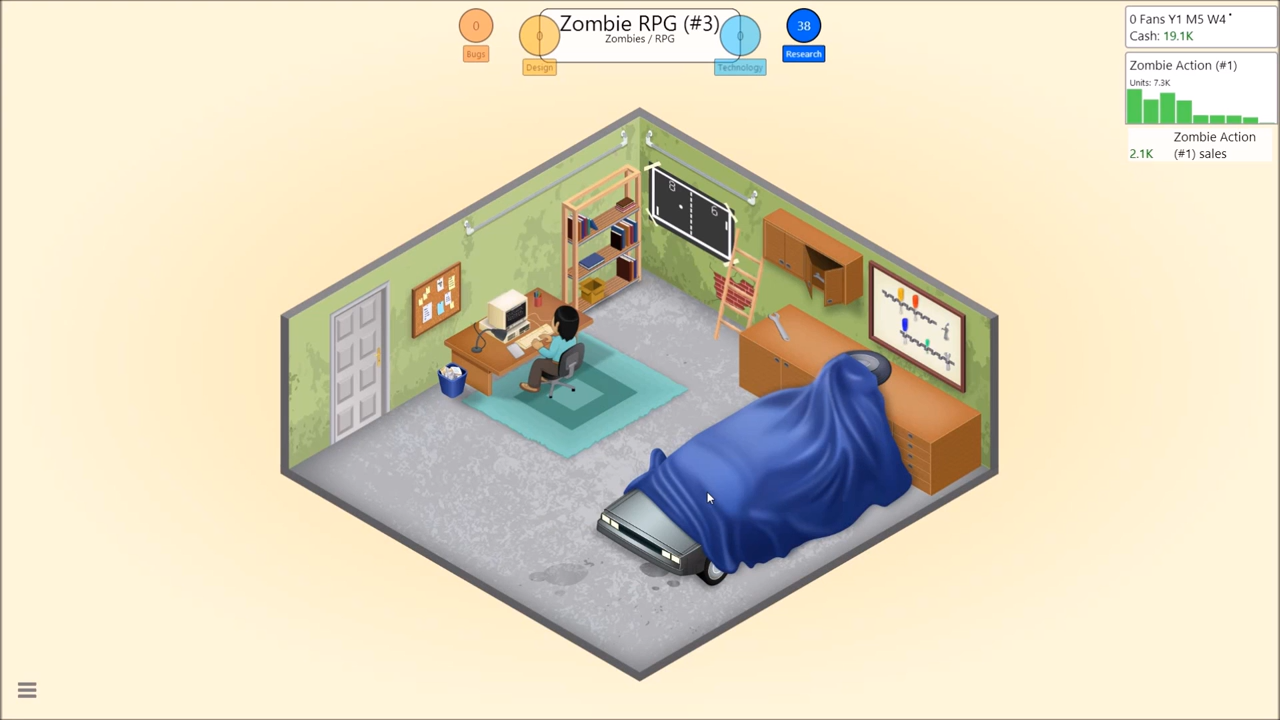 0
Bugs
0
Design
Zombie RPG (#3)
Zombies / RPG
0
Technology
38
Research
0 Fans Y1 M5 W4
Cash: 19.1K
Zombie Action (#1)
Units: 7.3K
Zombie Action
2.1K (#1) sales